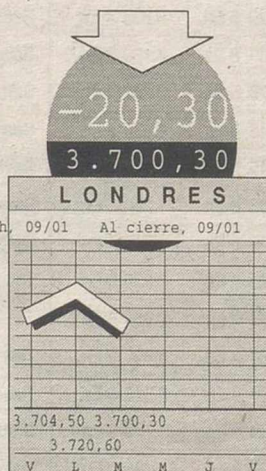 -20,30
3.700,30
LONDRES
h, 09/01 Al cierre, 09/01
3.704,50 3.700,30
3.720,60
V L M M J V